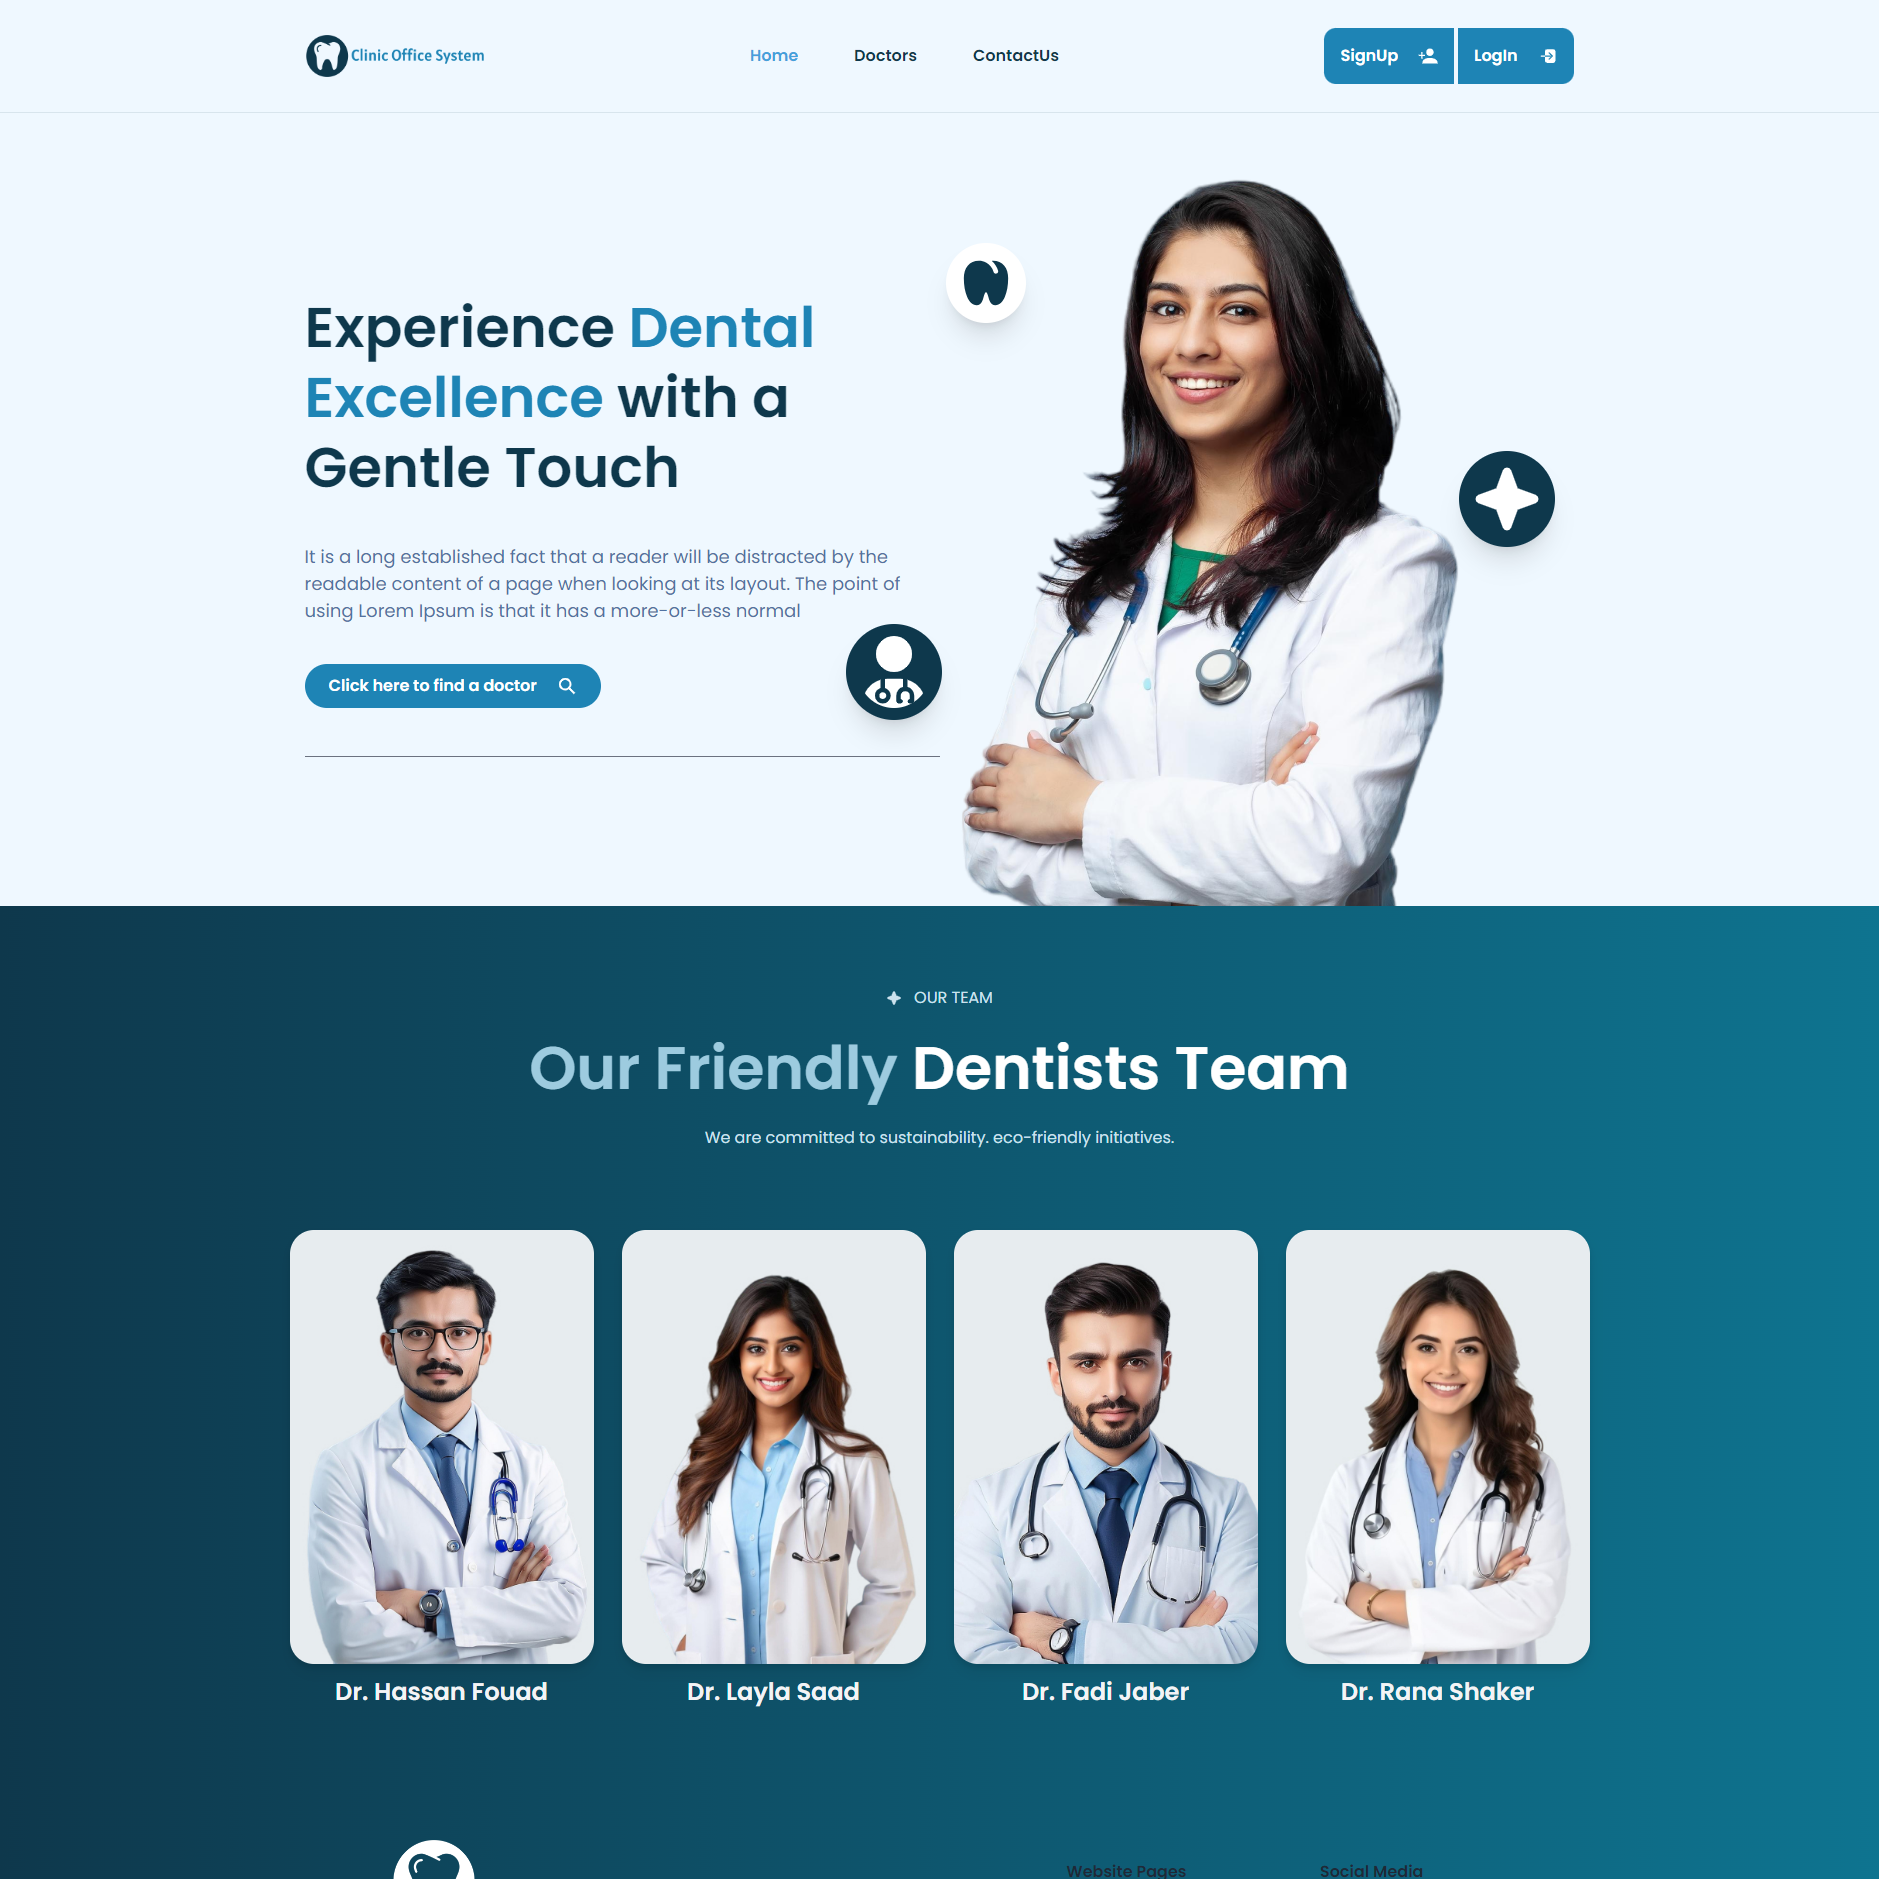 Clinic Office System
Home
Doctors
ContactUs
SignUp
LogIn
Experience Dental
Excellence with a
Gentle Touch
It is a long established fact that a reader will be distracted by the
readable content of a page when looking at its layout. The point of
using Lorem Ipsum is that it has a more-or-less normal
Click here to find a doctor
OUR TEAM
Our Friendly Dentists Team
We are committed to sustainability. eco-friendly initiatives.
Dr. Hassan Fouad
Dr. Layla Saad
Dr. Fadi Jaber
Dr. Rana Shaker
Website Pages
Social Media